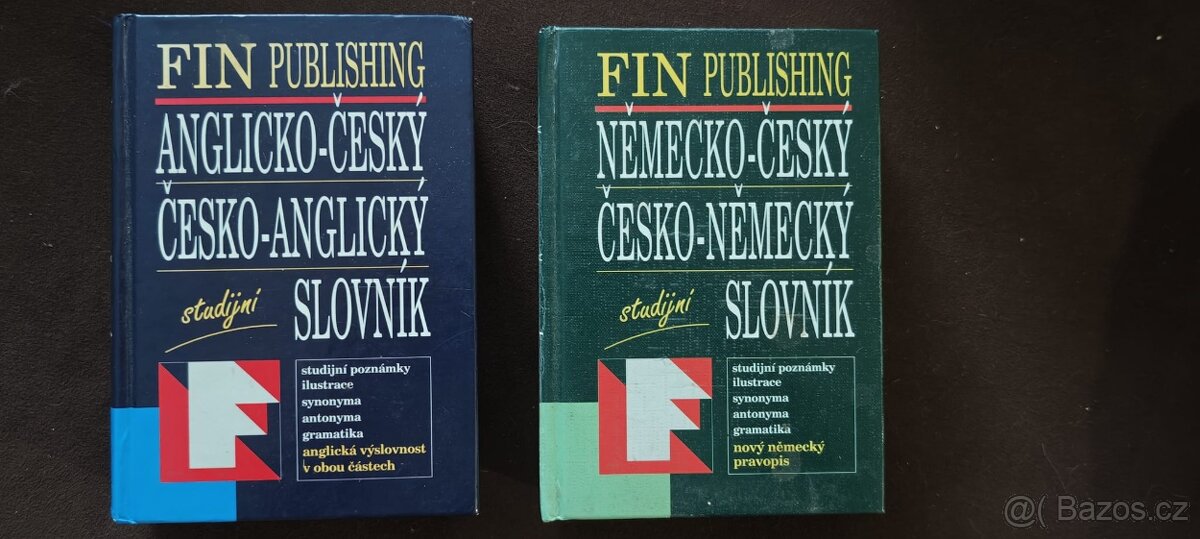 FIN PUBLISHING
ANGLICKO-ČESKÝ
ČESKO-ANGLICKÝ
studijní
SLOVNÍK
studijní poznámky
ilustrace
synonyma
antonyma
gramatika
anglická výslovnost
v obou částech
FIN PUBLISHING
NĚMECKO-ČESKÝ
ČESKO-NĚMECKÝ
studijní
SLOVNÍK
studijní poznámky
ilustrace
synonyma
antonyma
gramatika
nový německý
pravopis
@( Bazos.cz